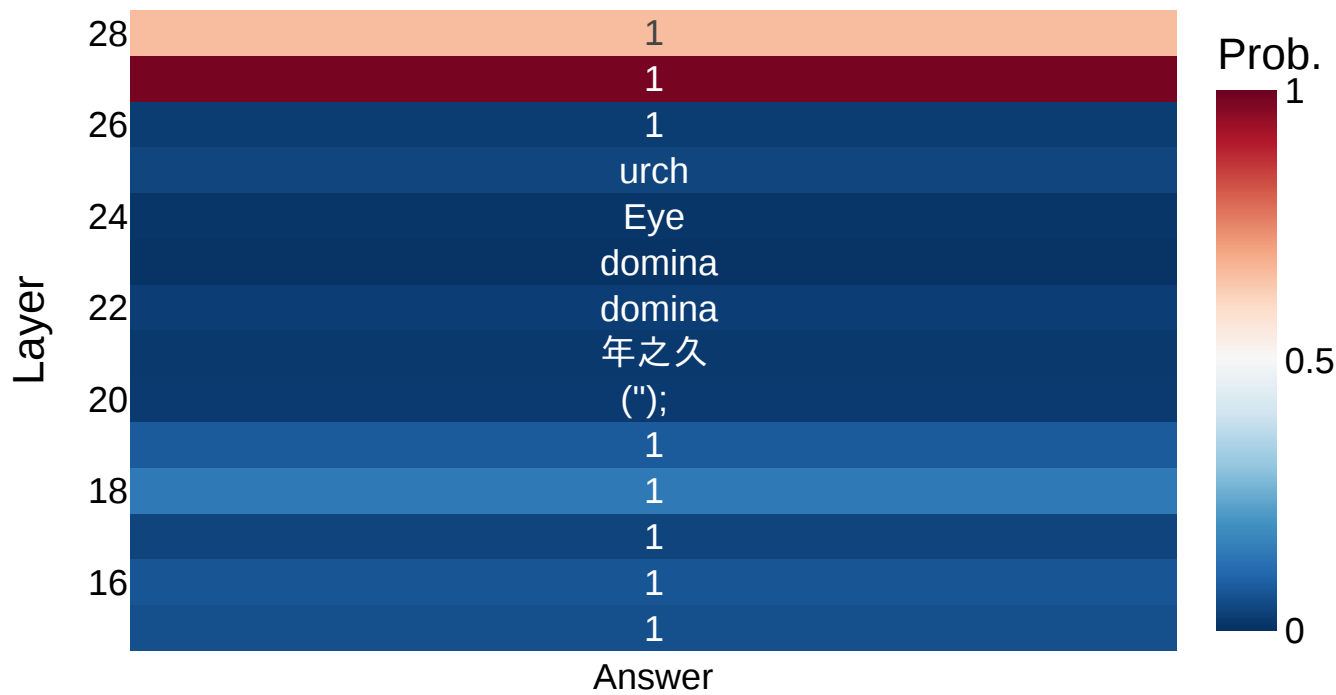 28
1
1
26
1
urch
24
Eye
domina
22
domina
年之久
20
('');
1
18
1
1
16
1
1
Layer
Answer
Prob.
1
0.5
0